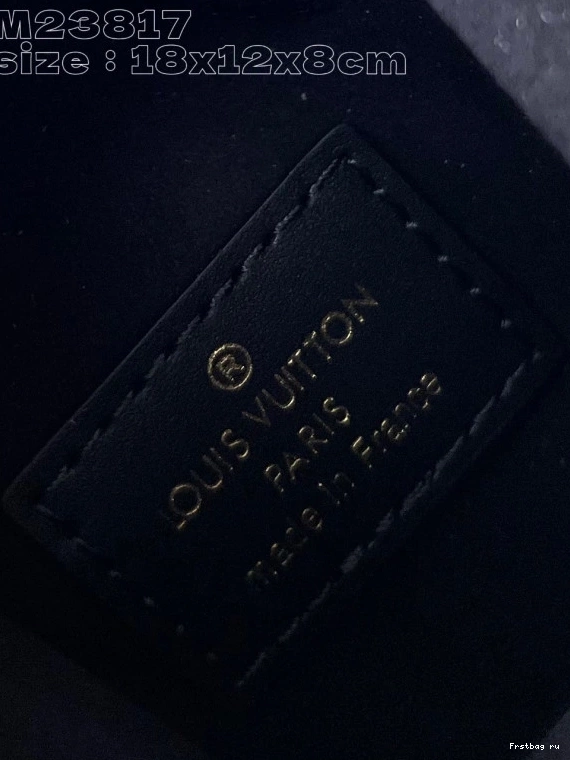 M23817
size : 18x12x8cm
®
LOUIS VUITTON
PARIS
made in France
Frstbag ru